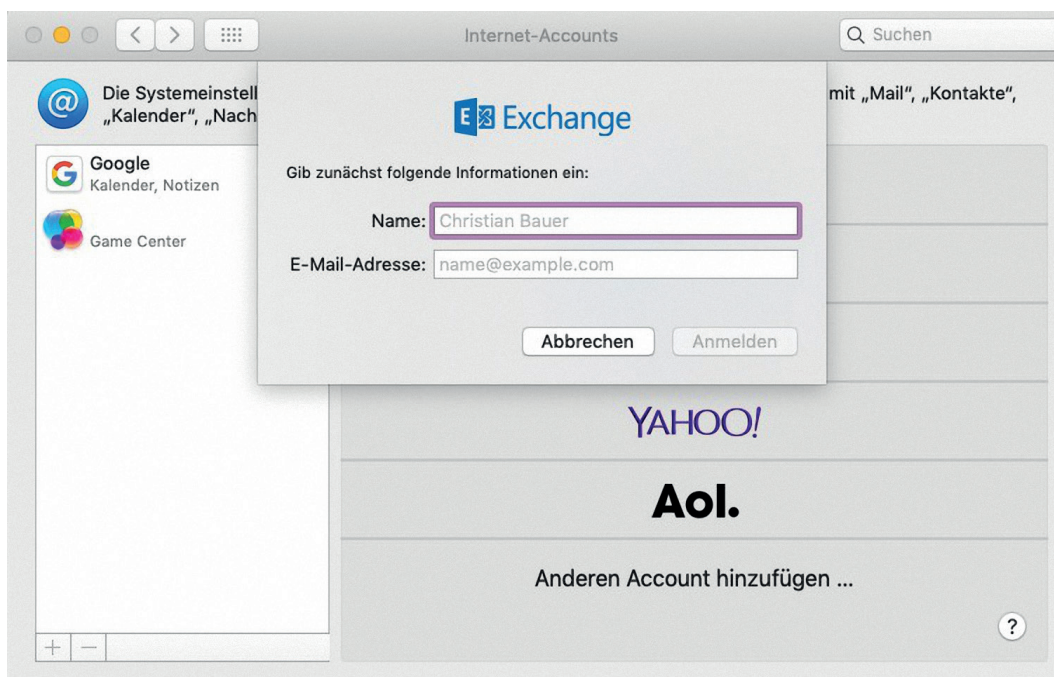 Internet-Accounts
Suchen
Die Systemeinstell
„Kalender“, „Nach
mit „Mail“, „Kontakte“,
Google
Kalender, Notizen
Game Center
E Exchange
Gib zunächst folgende Informationen ein:
Name: Christian Bauer
E-Mail-Adresse: name@example.com
Abbrechen Anmelden
YAHOO!
Aol.
Anderen Account hinzufügen ...
?